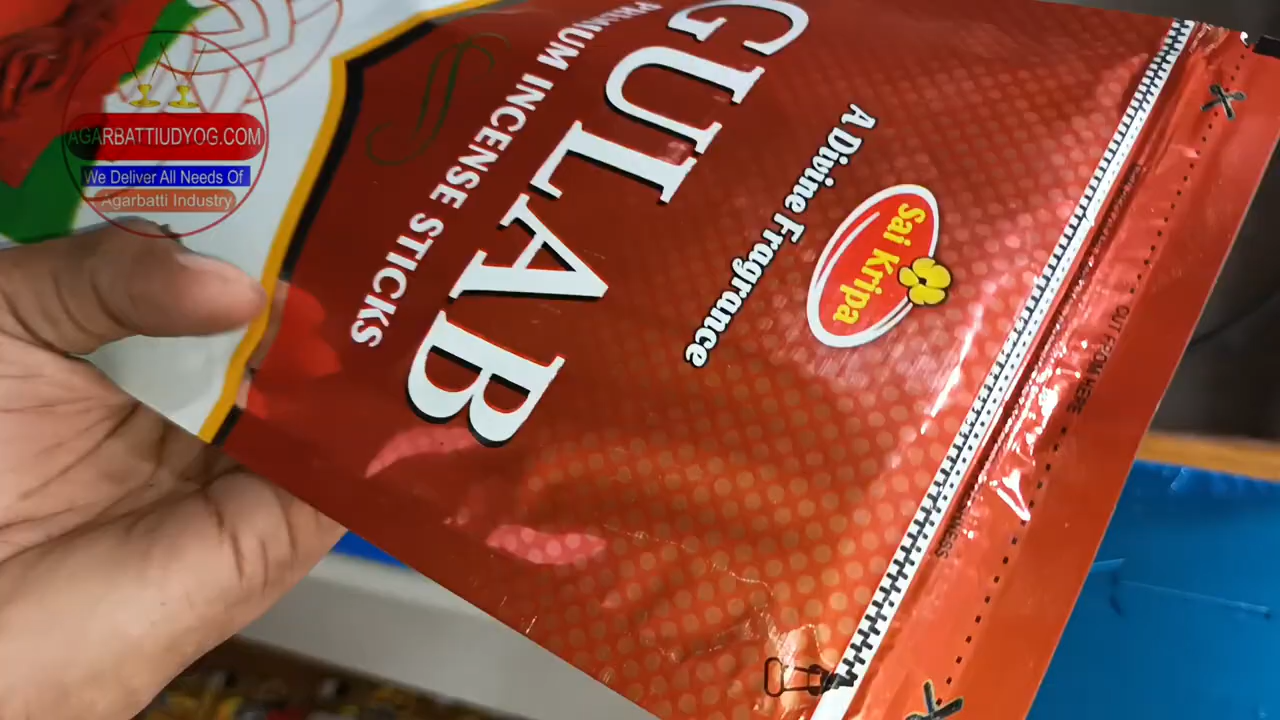 AGARBATTIUDYOG.COM
We Deliver All Needs Of
Agarbatti Industry
Sai Kripa
A Divine Fragrance
GULAB
PREMIUM INCENSE STICKS
CUT FROM HERE